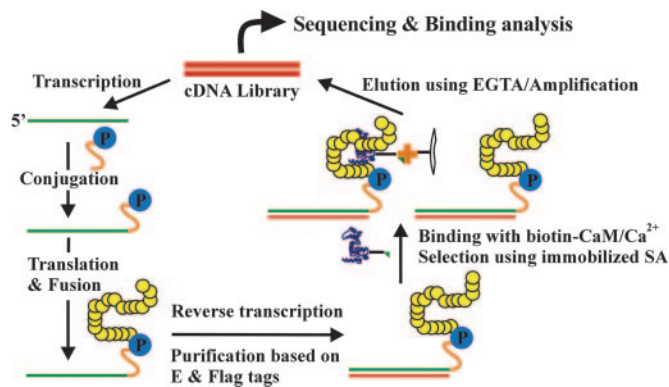 Sequencing & Binding analysis
Transcription
cDNA Library
Elution using EGTA/Amplification
5’
P
Conjugation
P
P
P
Translation
& Fusion
Binding with biotin-CaM/Ca²⁺
Selection using immobilized SA
P
Reverse transcription
Purification based on
E & Flag tags
P